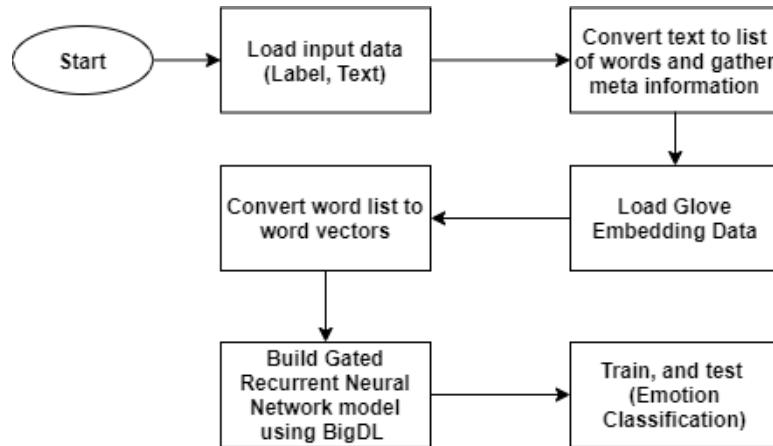 Start
Load input data
(Label, Text)
Convert text to list
of words and gather
meta information
Load Glove
Embedding Data
Convert word list to
word vectors
Build Gated
Recurrent Neural
Network model
using BigDL
Train, and test
(Emotion
Classification)